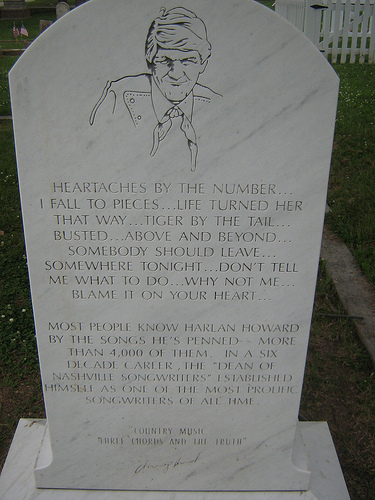 HEARTACHES BY THE NUMBER...
I FALL TO PIECES...LIFE TURNED HER
THAT WAY...TIGER BY THE TAIL...
BUSTED...ABOVE AND BEYOND...
SOMEBODY SHOULD LEAVE...
SOMEWHERE TONIGHT...DON'T TELL
ME WHAT TO DO...WHY NOT ME...
BLAME IT ON YOUR HEART...
MOST PEOPLE KNOW HARLAN HOWARD
BY THE SONGS HE'S PENNED-- MORE
THAN 4,000 OF THEM. IN A SIX
DECADE CAREER, THE "DEAN OF
NASHVILLE SONGWRITERS" ESTABLISHED
HIMSELF AS ONE OF THE MOST PROLIFIC
SONGWRITERS OF ALL TIME.
COUNTRY MUSIC
"THREE CHORDS AND THE TRUTH"